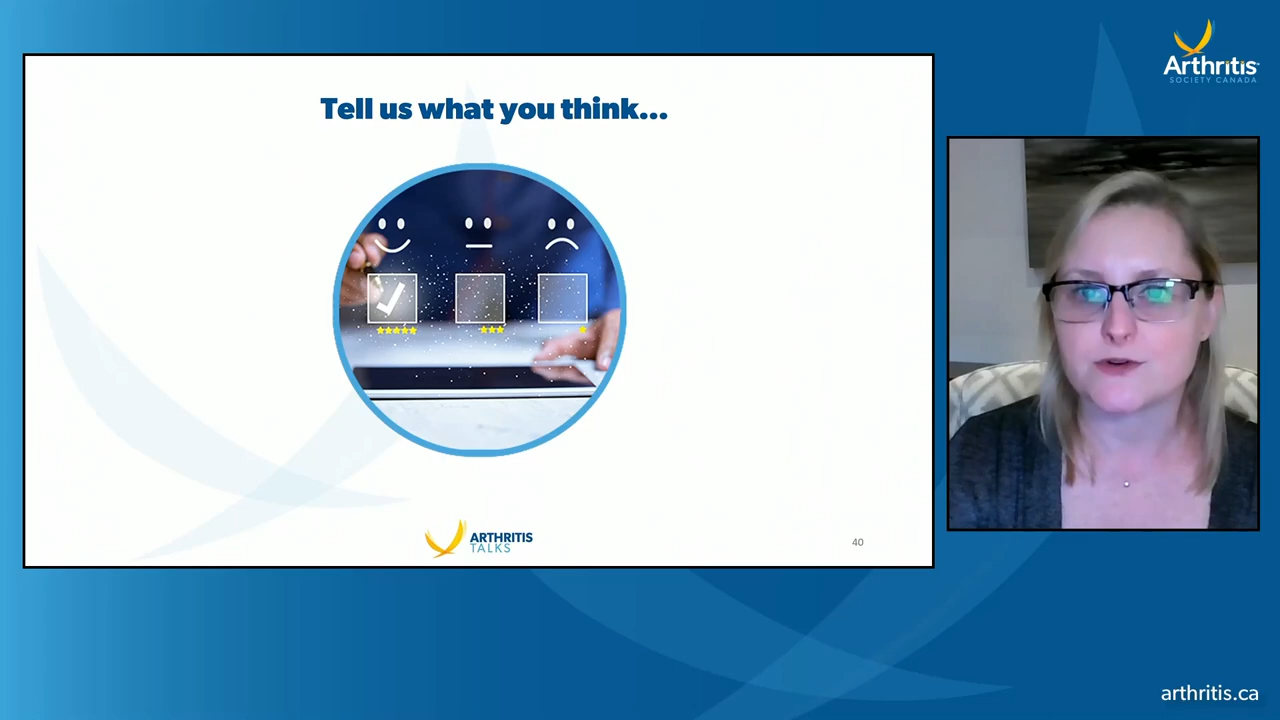 Arthritis
SOCIETY CANADA
Tell us what you think...
ARTHRITIS
TALKS
40
arthritis.ca